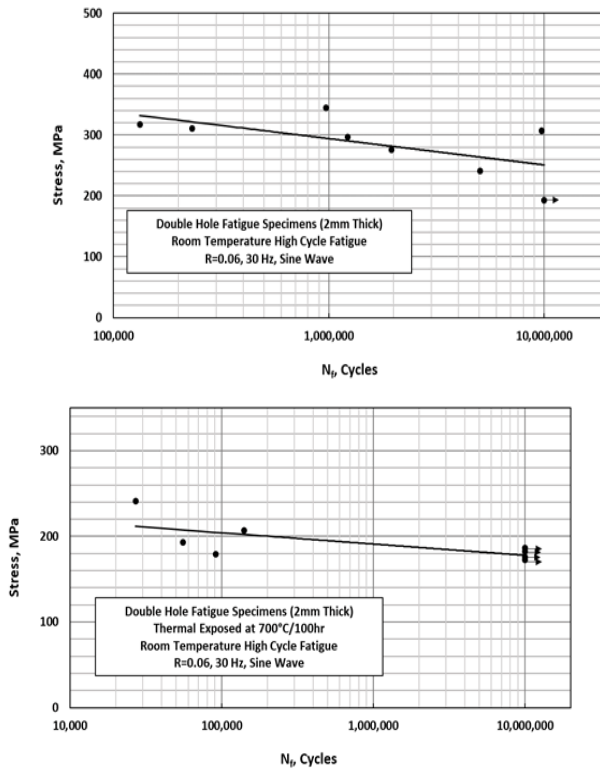 500
400
300
200
100
0
Stress, MPa
Double Hole Fatigue Specimens (2mm Thick)
Room Temperature High Cycle Fatigue
R=0.06, 30 Hz, Sine Wave
100,000 1,000,000 10,000,000
Nf, Cycles
300
200
100
0
Stress, MPa
Double Hole Fatigue Specimens (2mm Thick)
Thermal Exposed at 700°C/100hr
Room Temperature High Cycle Fatigue
R=0.06, 30 Hz, Sine Wave
10,000 100,000 1,000,000 10,000,000
Nf, Cycles